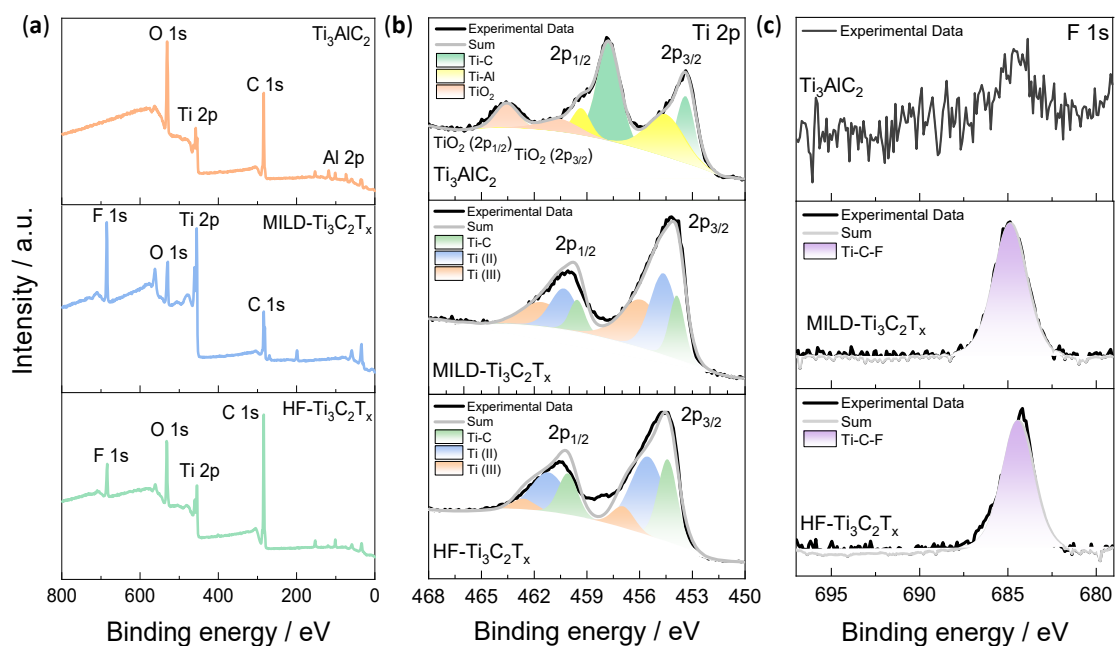 (a)
Intensity / a.u.
Ti₃AlC₂
O 1s
Ti 2p
C 1s
Al 2p
MILD-Ti₃C₂Tₓ
F 1s
O 1s
Ti 2p
C 1s
HF-Ti₃C₂Tₓ
F 1s
O 1s
Ti 2p
C 1s
800 600 400 200 0
Binding energy / eV
(b)
Ti 2p
Experimental Data
Sum
Ti-C
Ti-Al
TiO₂
2p₁/₂
2p₃/₂
TiO₂ (2p₁/₂)
TiO₂ (2p₃/₂)
Ti₃AlC₂
Experimental Data
Sum
Ti-C
Ti (II)
Ti (III)
2p₁/₂
2p₃/₂
MILD-Ti₃C₂Tₓ
Experimental Data
Sum
Ti-C
Ti (II)
Ti (III)
2p₁/₂
2p₃/₂
HF-Ti₃C₂Tₓ
468 465 462 459 456 453 450
Binding energy / eV
(c)
F 1s
Experimental Data
Ti₃AlC₂
Experimental Data
Sum
Ti-C-F
MILD-Ti₃C₂Tₓ
Experimental Data
Sum
Ti-C-F
HF-Ti₃C₂Tₓ
695 690 685 680
Binding energy / eV